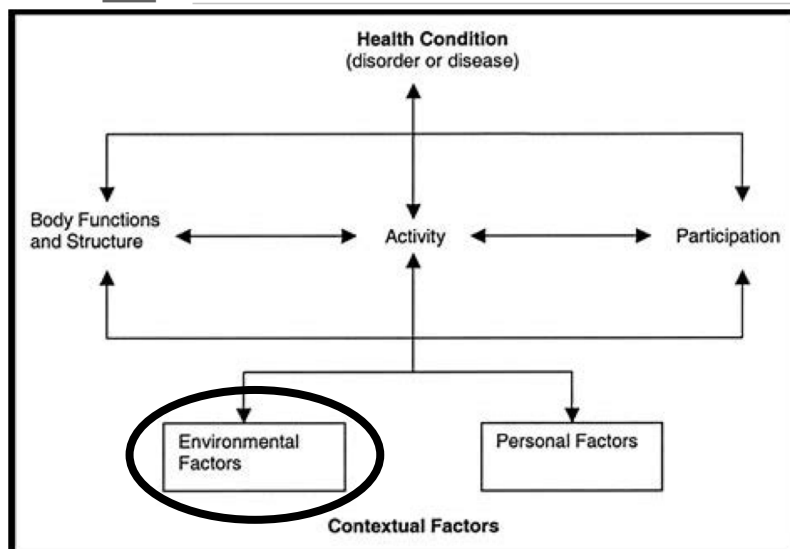 Health Condition
(disorder or disease)
Body Functions
and Structure
Activity
Participation
Environmental
Factors
Personal Factors
Contextual Factors